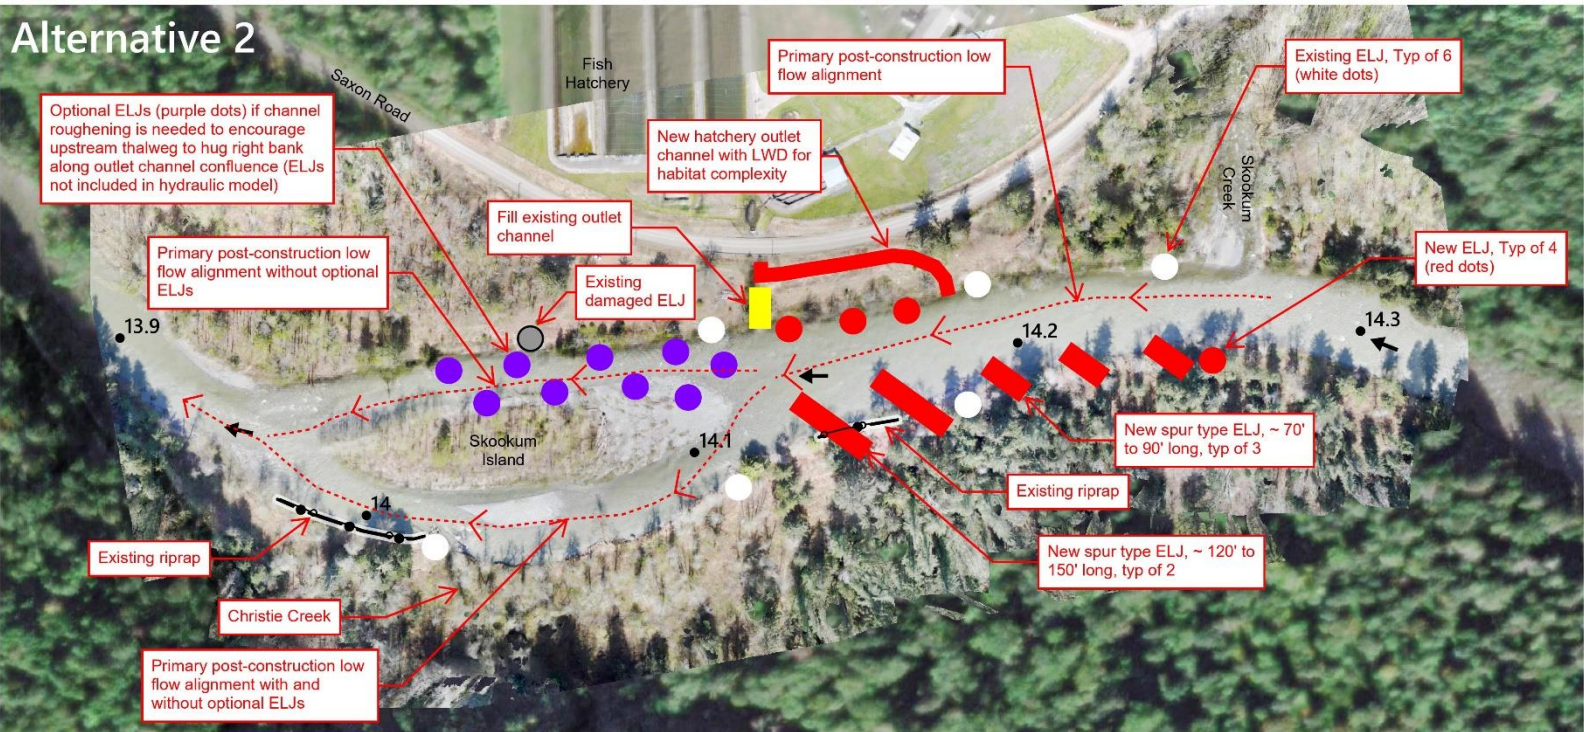 Alternative 2
Saxon Road
Fish
Hatchery
Primary post-construction low
flow alignment
Existing ELJ, Typ of 6
(white dots)
Optional ELJs (purple dots) if channel
roughening is needed to encourage
upstream thalweg to hug right bank
along outlet channel confluence (ELJs
not included in hydraulic model)
New hatchery outlet
channel with LWD for
habitat complexity
Skookum
Creek
Fill existing outlet
channel
Primary post-construction low
flow alignment without optional
ELJs
Existing
damaged ELJ
New ELJ, Typ of 4
(red dots)
13.9
14.2
14.3
Skookum
Island
14.1
New spur type ELJ, ~ 70'
to 90' long, typ of 3
Existing riprap
14
Existing riprap
New spur type ELJ, ~ 120' to
150' long, typ of 2
Christie Creek
Primary post-construction low
flow alignment with and
without optional ELJs